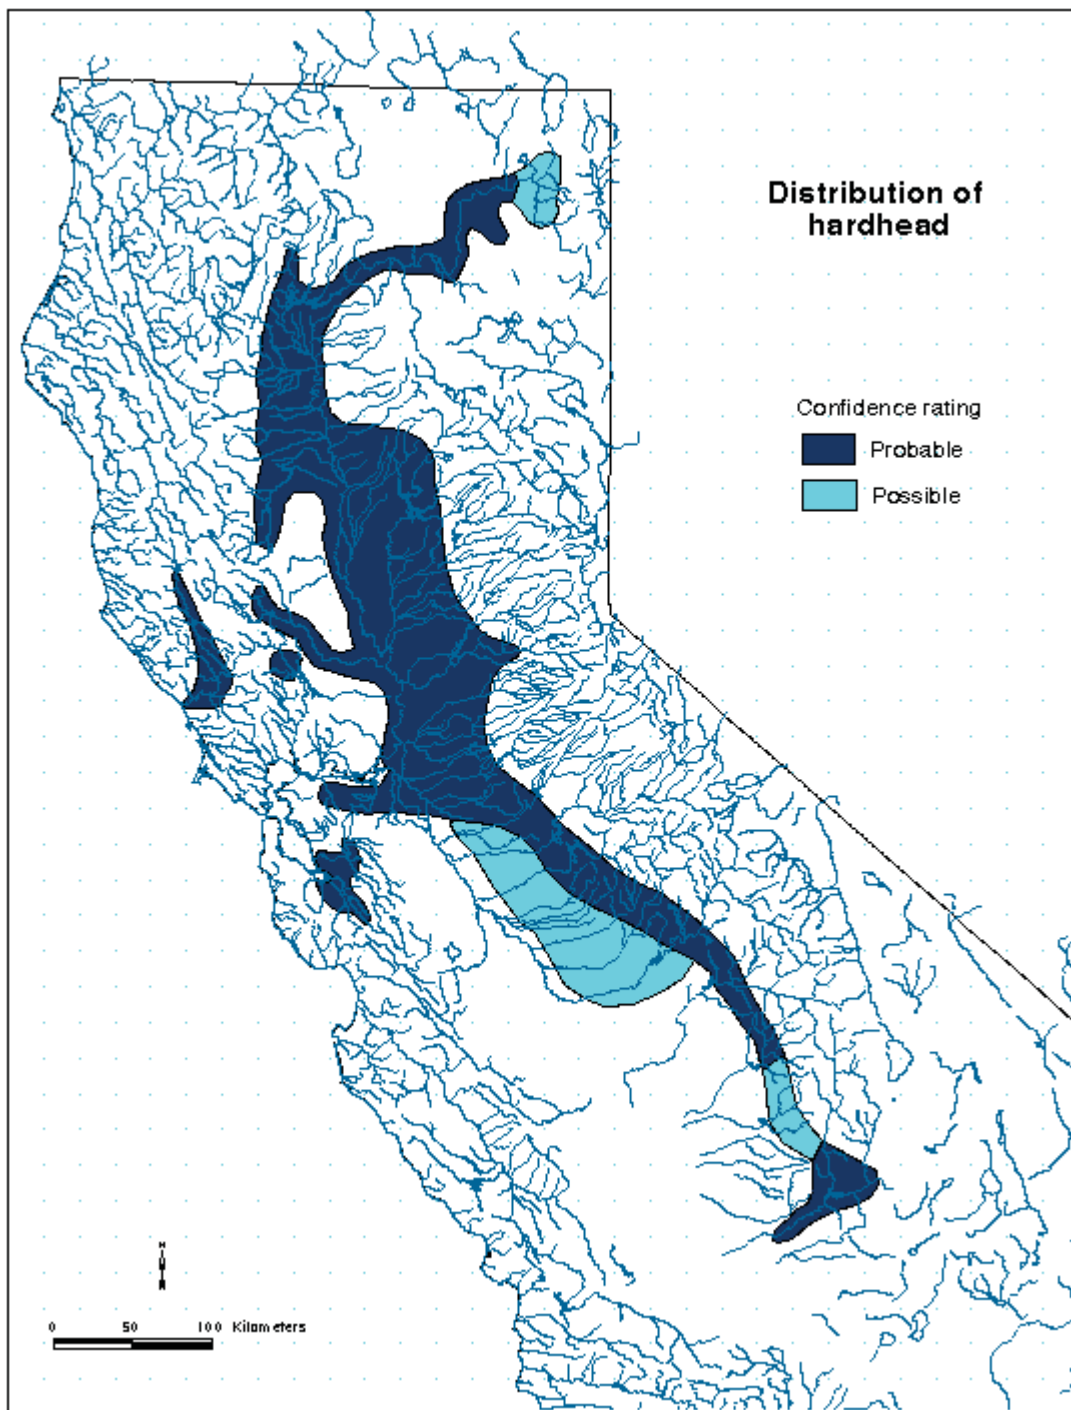 Distribution of
hardhead
Confidence rating
Probable
Possible
N
0 50 100 Kilometers